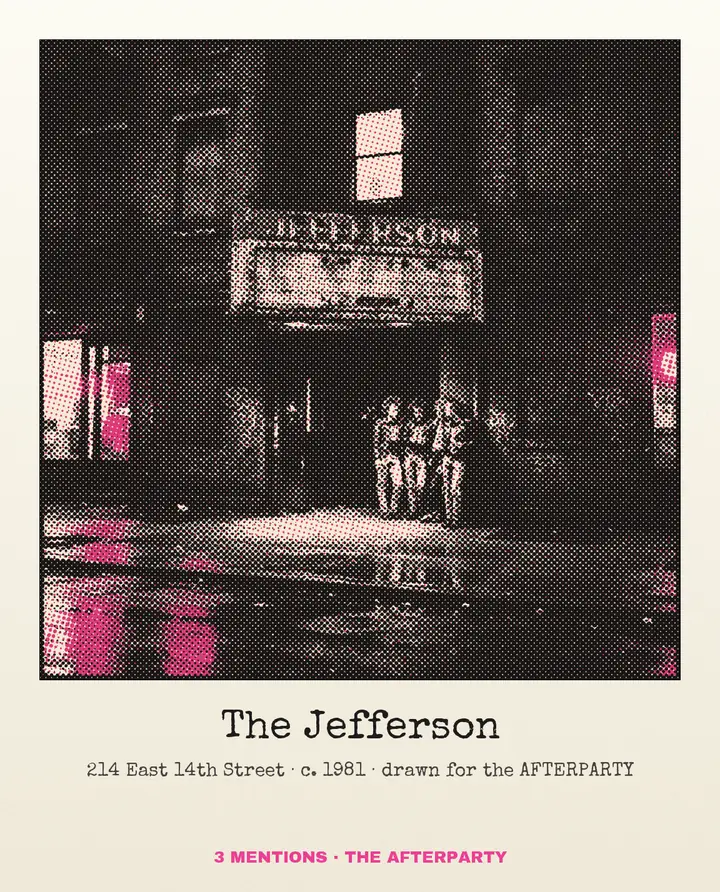 JEFFERSON
The Jefferson
214 East 14th Street · c. 1981 · drawn for the AFTERPARTY
3 MENTIONS · THE AFTERPARTY